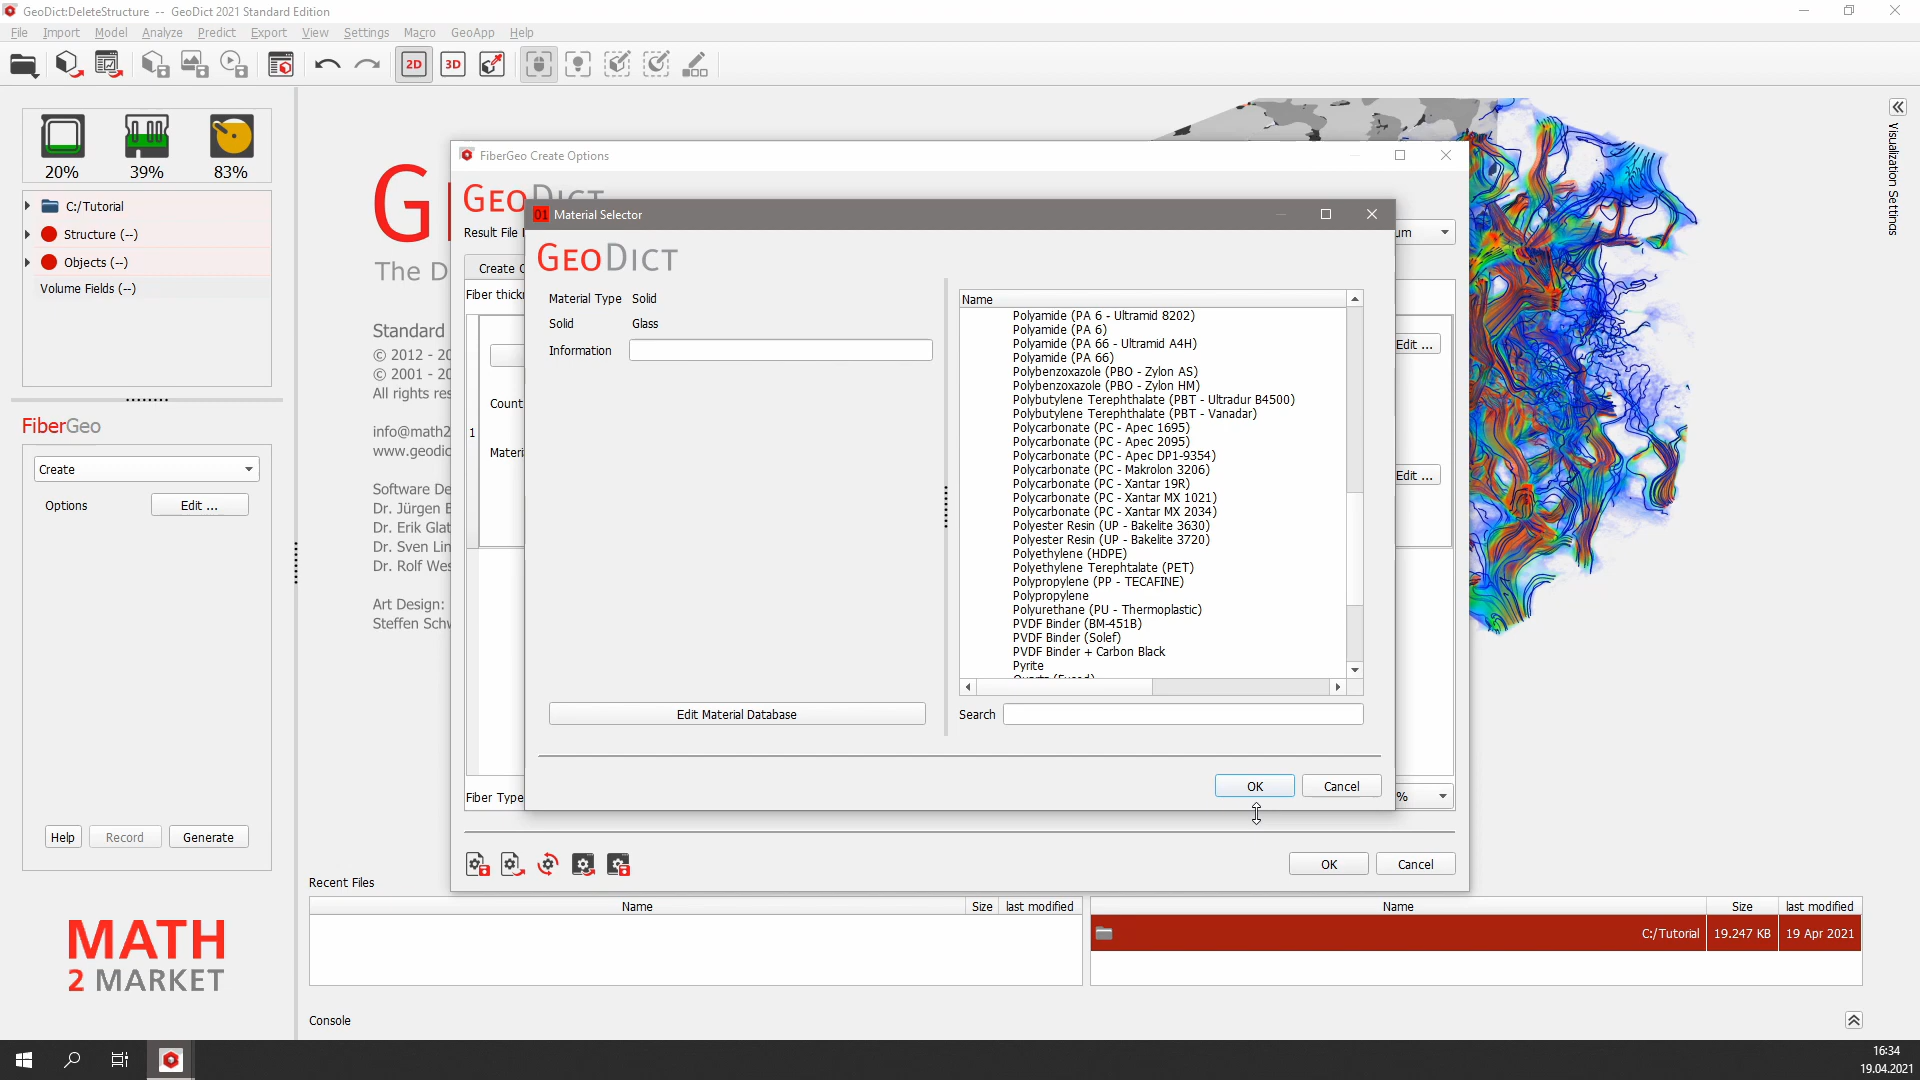 GeoDict:DeleteStructure -- GeoDict 2021 Standard Edition
File Import Model Analyze Predict Export View Settings Macro GeoApp Help
2D 3D
20% 39% 83%
C:/Tutorial
Structure (--)
Objects (--)
Volume Fields (--)
FiberGeo
Create
Options Edit ...
Help Record Generate
MATH
2 MARKET
G
The D
Standard
© 2012 - 20
© 2001 - 20
All rights res
info@math2
www.geodic
Software De
Dr. Jürgen B
Dr. Erik Glat
Dr. Sven Lin
Dr. Rolf Wes
Art Design:
Steffen Schw
FiberGeo Create Options
GEODICT
Result File
µm
Create O
Fiber thick
Edit ...
Count
1
Materi
Edit ...
Fiber Type
%
OK Cancel
Material Selector
GEODICT
Material Type Solid
Solid Glass
Information
Edit Material Database
Name
Polyamide (PA 6 - Ultramid 8202)
Polyamide (PA 6)
Polyamide (PA 66 - Ultramid A4H)
Polyamide (PA 66)
Polybenzoxazole (PBO - Zylon AS)
Polybenzoxazole (PBO - Zylon HM)
Polybutylene Terephthalate (PBT - Ultradur B4500)
Polybutylene Terephthalate (PBT - Vanadar)
Polycarbonate (PC - Apec 1695)
Polycarbonate (PC - Apec 2095)
Polycarbonate (PC - Apec DP1-9354)
Polycarbonate (PC - Makrolon 3206)
Polycarbonate (PC - Xantar 19R)
Polycarbonate (PC - Xantar MX 1021)
Polycarbonate (PC - Xantar MX 2034)
Polyester Resin (UP - Bakelite 3630)
Polyester Resin (UP - Bakelite 3720)
Polyethylene (HDPE)
Polyethylene Terephtalate (PET)
Polypropylene (PP - TECAFINE)
Polypropylene
Polyurethane (PU - Thermoplastic)
PVDF Binder (BM-451B)
PVDF Binder (Solef)
PVDF Binder + Carbon Black
Pyrite
Quartz (Fused)
Search
OK Cancel
Visualization Settings
Recent Files
Name Size last modified
Name Size last modified
C:/Tutorial 19.247 KB 19 Apr 2021
Console
16:34
19.04.2021